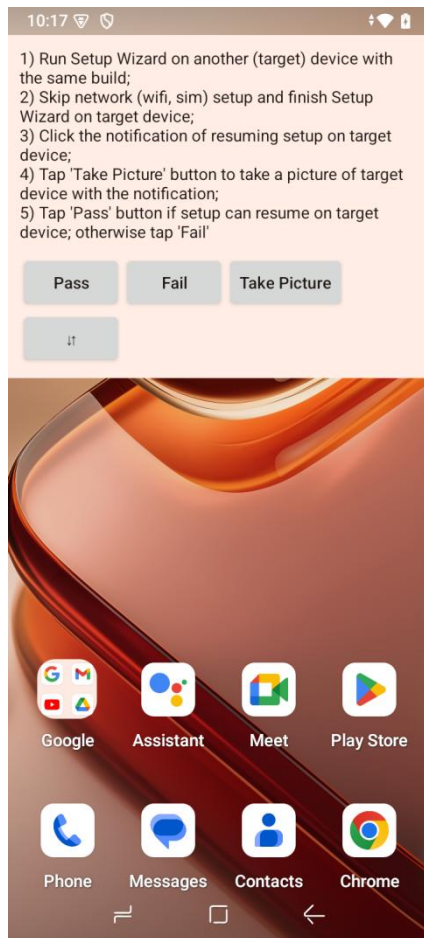 10:17
1) Run Setup Wizard on another (target) device with
the same build;
2) Skip network (wifi, sim) setup and finish Setup
Wizard on target device;
3) Click the notification of resuming setup on target
device;
4) Tap 'Take Picture' button to take a picture of target
device with the notification;
5) Tap 'Pass' button if setup can resume on target
device; otherwise tap 'Fail'
Pass Fail Take Picture
↓↑
Google Assistant Meet Play Store
Phone Messages Contacts Chrome